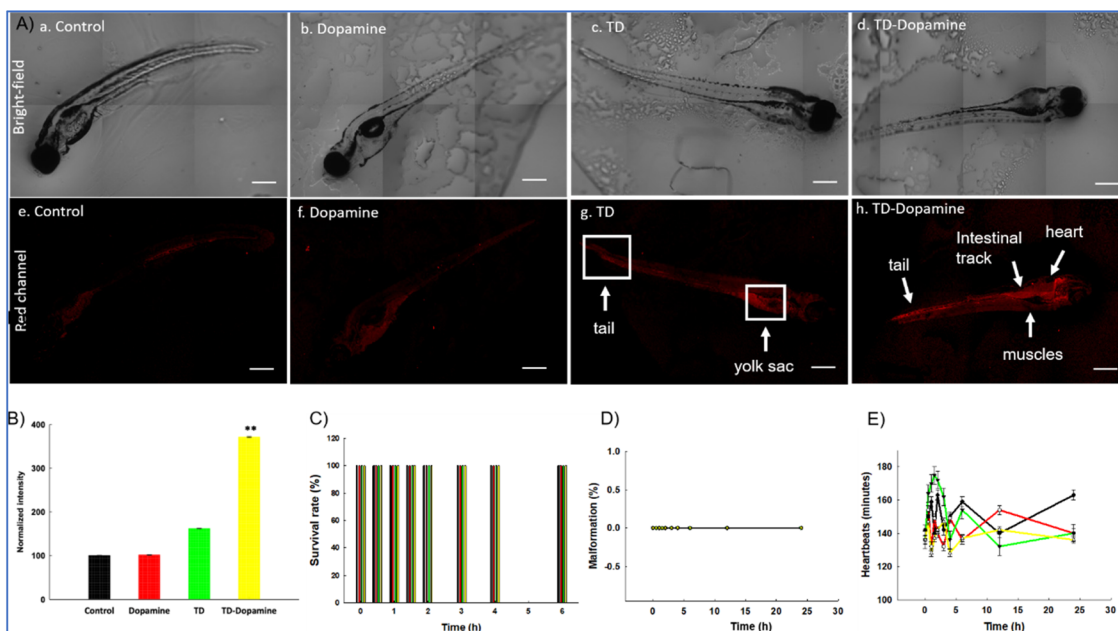 A)
a. Control
b. Dopamine
c. TD
d. TD-Dopamine
Bright-field
e. Control
f. Dopamine
g. TD
h. TD-Dopamine
Red channel
tail
yolk sac
tail
Intestinal
track
heart
muscles
B)
400
300
200
100
0
Normalized intensity
**
Control
Dopamine
TD
TD-Dopamine
C)
120
100
80
60
40
20
0
Survival rate (%)
0 1 2 3 4 5 6
Time (h)
D)
0.5
0.0
-0.5
Malformation (%)
0 5 10 15 20 25 30
Time (h)
E)
180
160
140
120
100
Heartbeats (minutes)
0 5 10 15 20 25 30
Time (h)